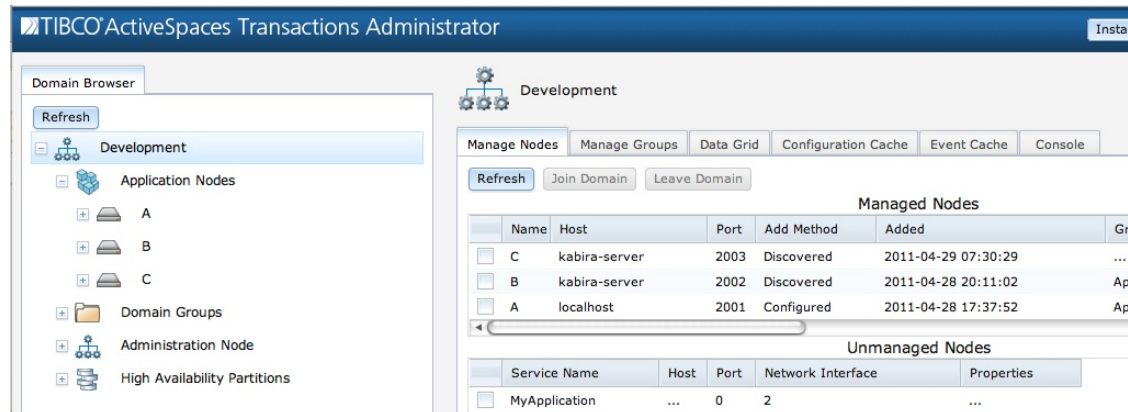 TIBCO® ActiveSpaces Transactions Administrator
Domain Browser
Refresh
Development
Application Nodes
A
B
C
Domain Groups
Administration Node
High Availability Partitions
Development
Manage Nodes Manage Groups Data Grid Configuration Cache Event Cache Console
Refresh Join Domain Leave Domain
Managed Nodes
Name Host Port Add Method Added
C kabira-server 2003 Discovered 2011-04-29 07:30:29 ...
B kabira-server 2002 Discovered 2011-04-28 20:11:02
A localhost 2001 Configured 2011-04-28 17:37:52
Unmanaged Nodes
Service Name Host Port Network Interface Properties
MyApplication ... 0 2 ...